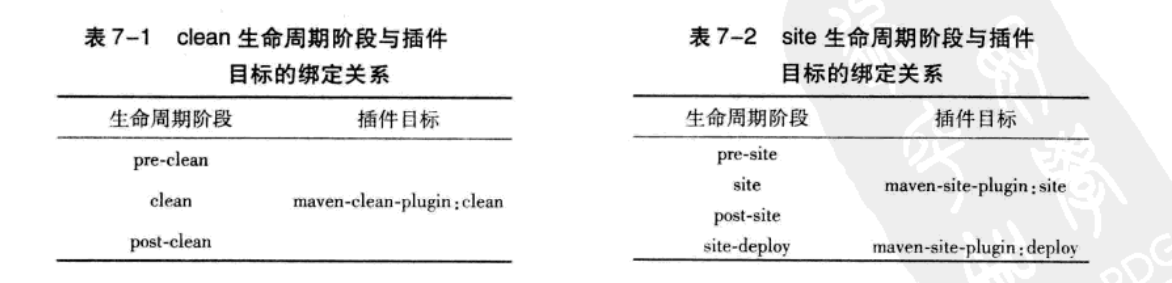 表 7-1 clean 生命周期阶段与插件
目标的绑定关系
生命周期阶段 插件目标
pre-clean
clean maven-clean-plugin:clean
post-clean
表 7-2 site 生命周期阶段与插件
目标的绑定关系
生命周期阶段 插件目标
pre-site
site maven-site-plugin:site
post-site
site-deploy maven-site-plugin:deploy
PDG